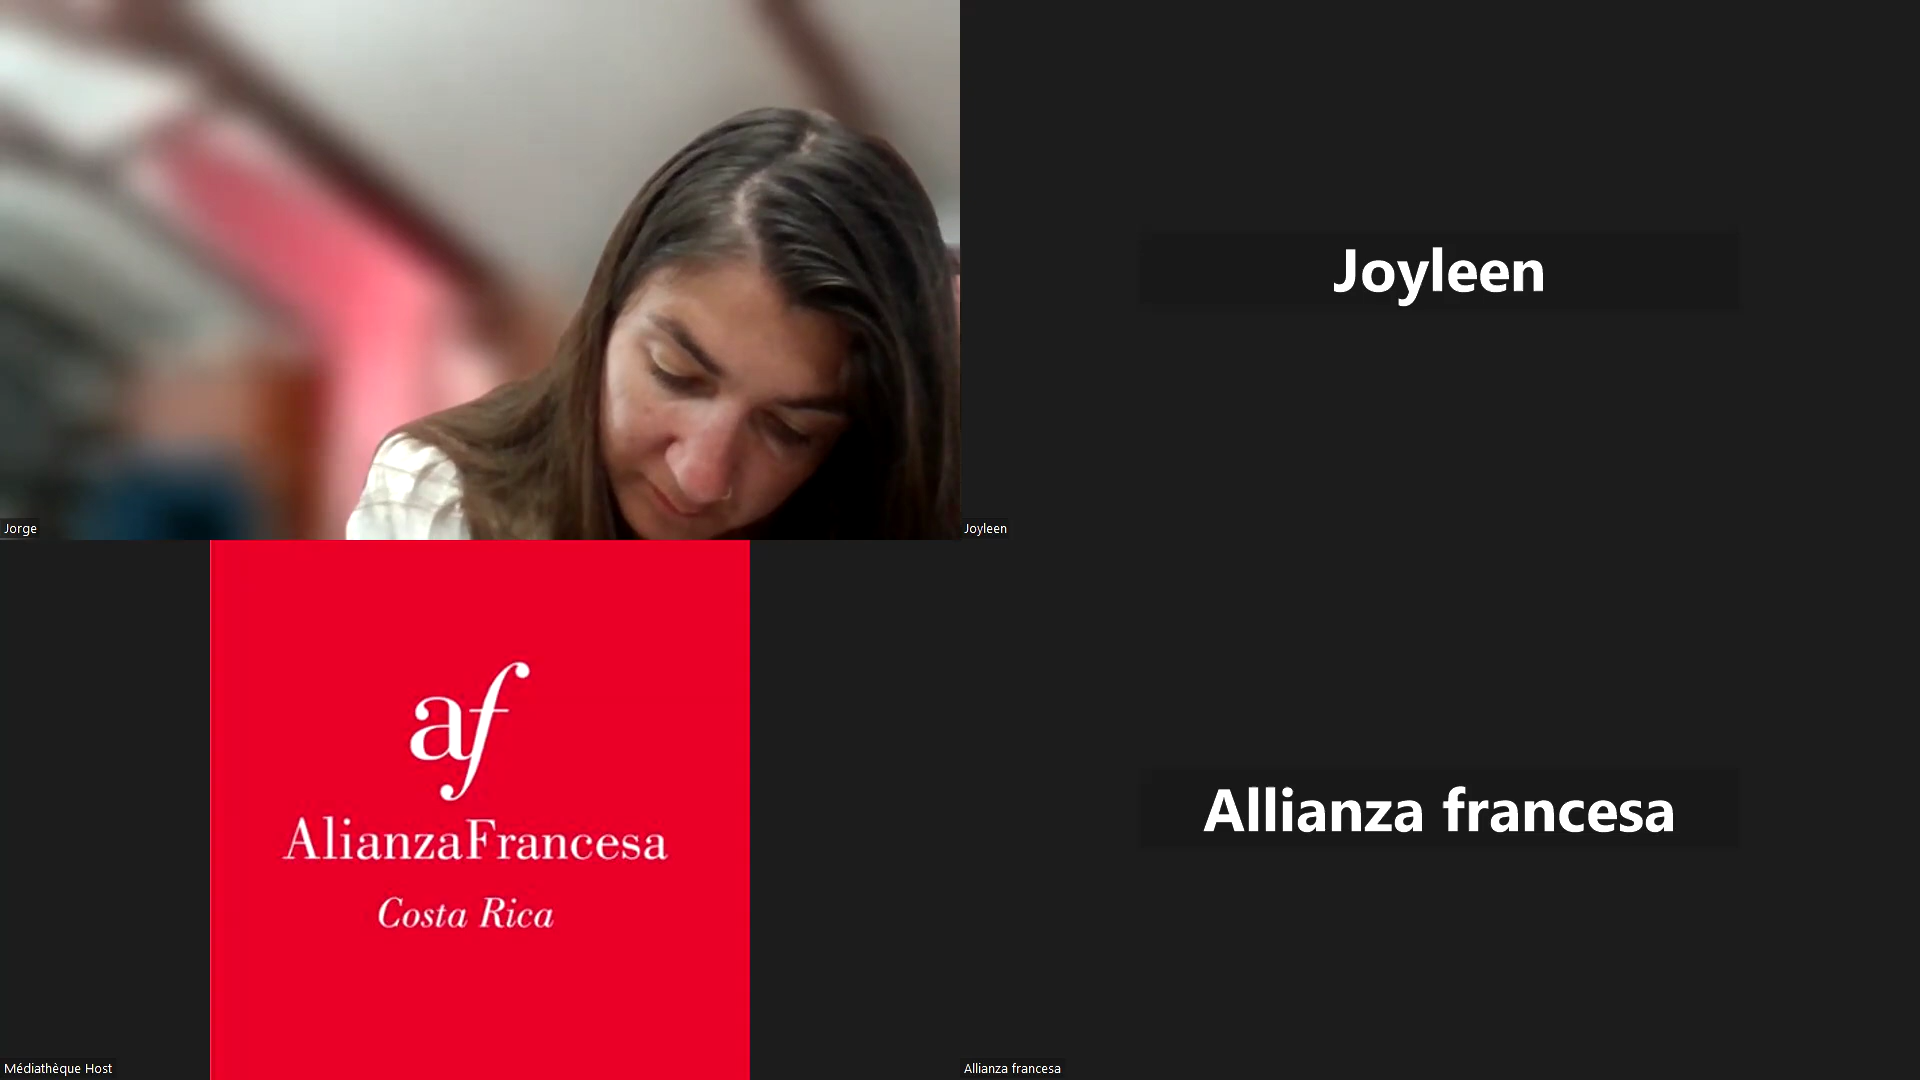 Joyleen
Jorge
Joyleen
af
AlianzaFrancesa
Costa Rica
Allianza francesa
Médiathèque Host
Allianza francesa